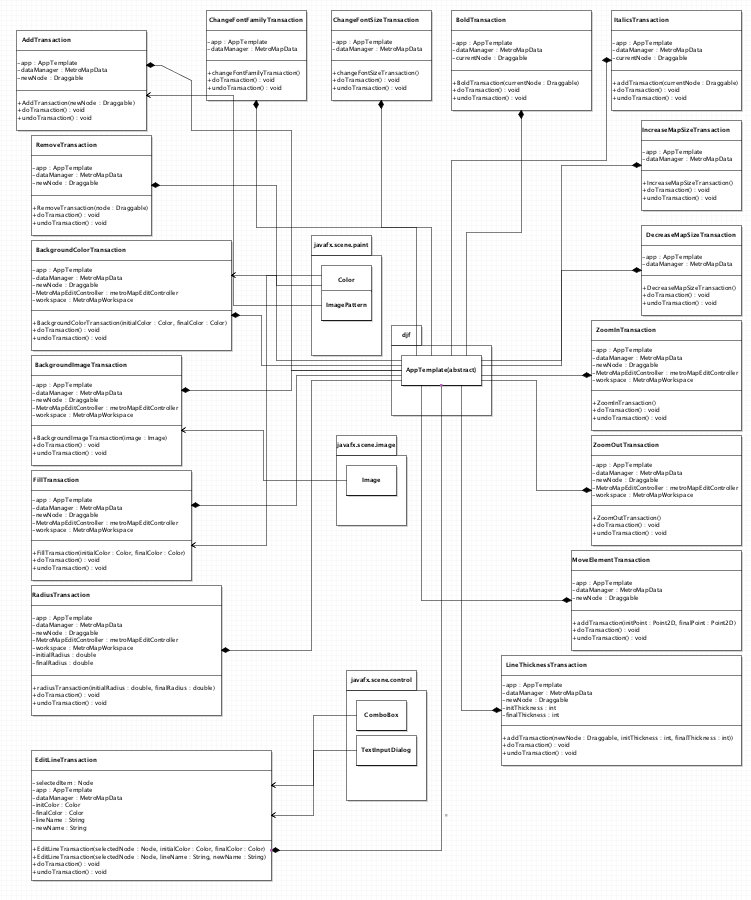 AddTransaction
-app : AppTemplate
-dataManager : MetroMapData
-newNode : Draggable
+AddTransaction(newNode : Draggable)
+doTransaction() : void
+undoTransaction() : void
ChangeFontFamilyTransaction
-app : AppTemplate
-dataManager : MetroMapData
+changeFontFamilyTransaction()
+doTransaction() : void
+undoTransaction() : void
ChangeFontSizeTransaction
-app : AppTemplate
-dataManager : MetroMapData
+changeFontSizeTransaction()
+doTransaction() : void
+undoTransaction() : void
BoldTransaction
-app : AppTemplate
-dataManager : MetroMapData
-currentNode : Draggable
+BoldTransaction(currentNode : Draggable)
+doTransaction() : void
+undoTransaction() : void
ItalicsTransaction
-app : AppTemplate
-dataManager : MetroMapData
-currentNode : Draggable
+addTransaction(currentNode : Draggable)
+doTransaction() : void
+undoTransaction() : void
RemoveTransaction
-app : AppTemplate
-dataManager : MetroMapData
-newNode : Draggable
+RemoveTransaction(node : Draggable)
+doTransaction() : void
+undoTransaction() : void
IncreaseMapSizeTransaction
-app : AppTemplate
-dataManager : MetroMapData
+IncreaseMapSizeTransaction()
+doTransaction() : void
+undoTransaction() : void
BackgroundColorTransaction
-app : AppTemplate
-dataManager : MetroMapData
-newNode : Draggable
-MetroMapEditController : metroMapEditController
-workspace : MetroMapWorkspace
+BackgroundColorTransaction(initialColor : Color, finalColor : Color)
+doTransaction() : void
+undoTransaction() : void
javafx.scene.paint
Color
ImagePattern
DecreaseMapSizeTransaction
-app : AppTemplate
-dataManager : MetroMapData
+DecreaseMapSizeTransaction()
+doTransaction() : void
+undoTransaction() : void
djf
AppTemplate(abstract)
ZoomInTransaction
-app : AppTemplate
-dataManager : MetroMapData
-newNode : Draggable
-MetroMapEditController : metroMapEditController
-workspace : MetroMapWorkspace
+ZoomInTransaction()
+doTransaction() : void
+undoTransaction() : void
BackgroundImageTransaction
-app : AppTemplate
-dataManager : MetroMapData
-newNode : Draggable
-MetroMapEditController : metroMapEditController
-workspace : MetroMapWorkspace
+BackgroundImageTransaction(image : Image)
+doTransaction() : void
+undoTransaction() : void
javafx.scene.image
Image
ZoomOutTransaction
-app : AppTemplate
-dataManager : MetroMapData
-newNode : Draggable
-MetroMapEditController : metroMapEditController
-workspace : MetroMapWorkspace
+ZoomOutTransaction()
+doTransaction() : void
+undoTransaction() : void
FillTransaction
-app : AppTemplate
-dataManager : MetroMapData
-newNode : Draggable
-MetroMapEditController : metroMapEditController
-workspace : MetroMapWorkspace
+FillTransaction(initialColor : Color, finalColor : Color)
+doTransaction() : void
+undoTransaction() : void
MoveElementTransaction
-app : AppTemplate
-dataManager : MetroMapData
-newNode : Draggable
+addTransaction(initPoint : Point2D, finalPoint : Point2D)
+doTransaction() : void
+undoTransaction() : void
RadiusTransaction
-app : AppTemplate
-dataManager : MetroMapData
-newNode : Draggable
-MetroMapEditController : metroMapEditController
-workspace : MetroMapWorkspace
-initialRadius : double
-finalRadius : double
+radiusTransaction(initialRadius : double, finalRadius : double)
+doTransaction() : void
+undoTransaction() : void
LineThicknessTransaction
-app : AppTemplate
-dataManager : MetroMapData
-newNode : Draggable
-initThickness : int
-finalThickness : int
+addTransaction(newNode : Draggable, initThickness : int, finalThickness : int))
+doTransaction() : void
+undoTransaction() : void
javafx.scene.control
ComboBox
TextInputDialog
EditLineTransaction
-selectedItem : Node
-app : AppTemplate
-dataManager : MetroMapData
-initColor : Color
-finalColor : Color
-lineName : String
-newName : String
+EditLineTransaction(selectedNode : Node, initialColor : Color, finalColor : Color)
+EditLineTransaction(selectedNode : Node, lineName : String, newName : String)
+doTransaction() : void
+undoTransaction() : void